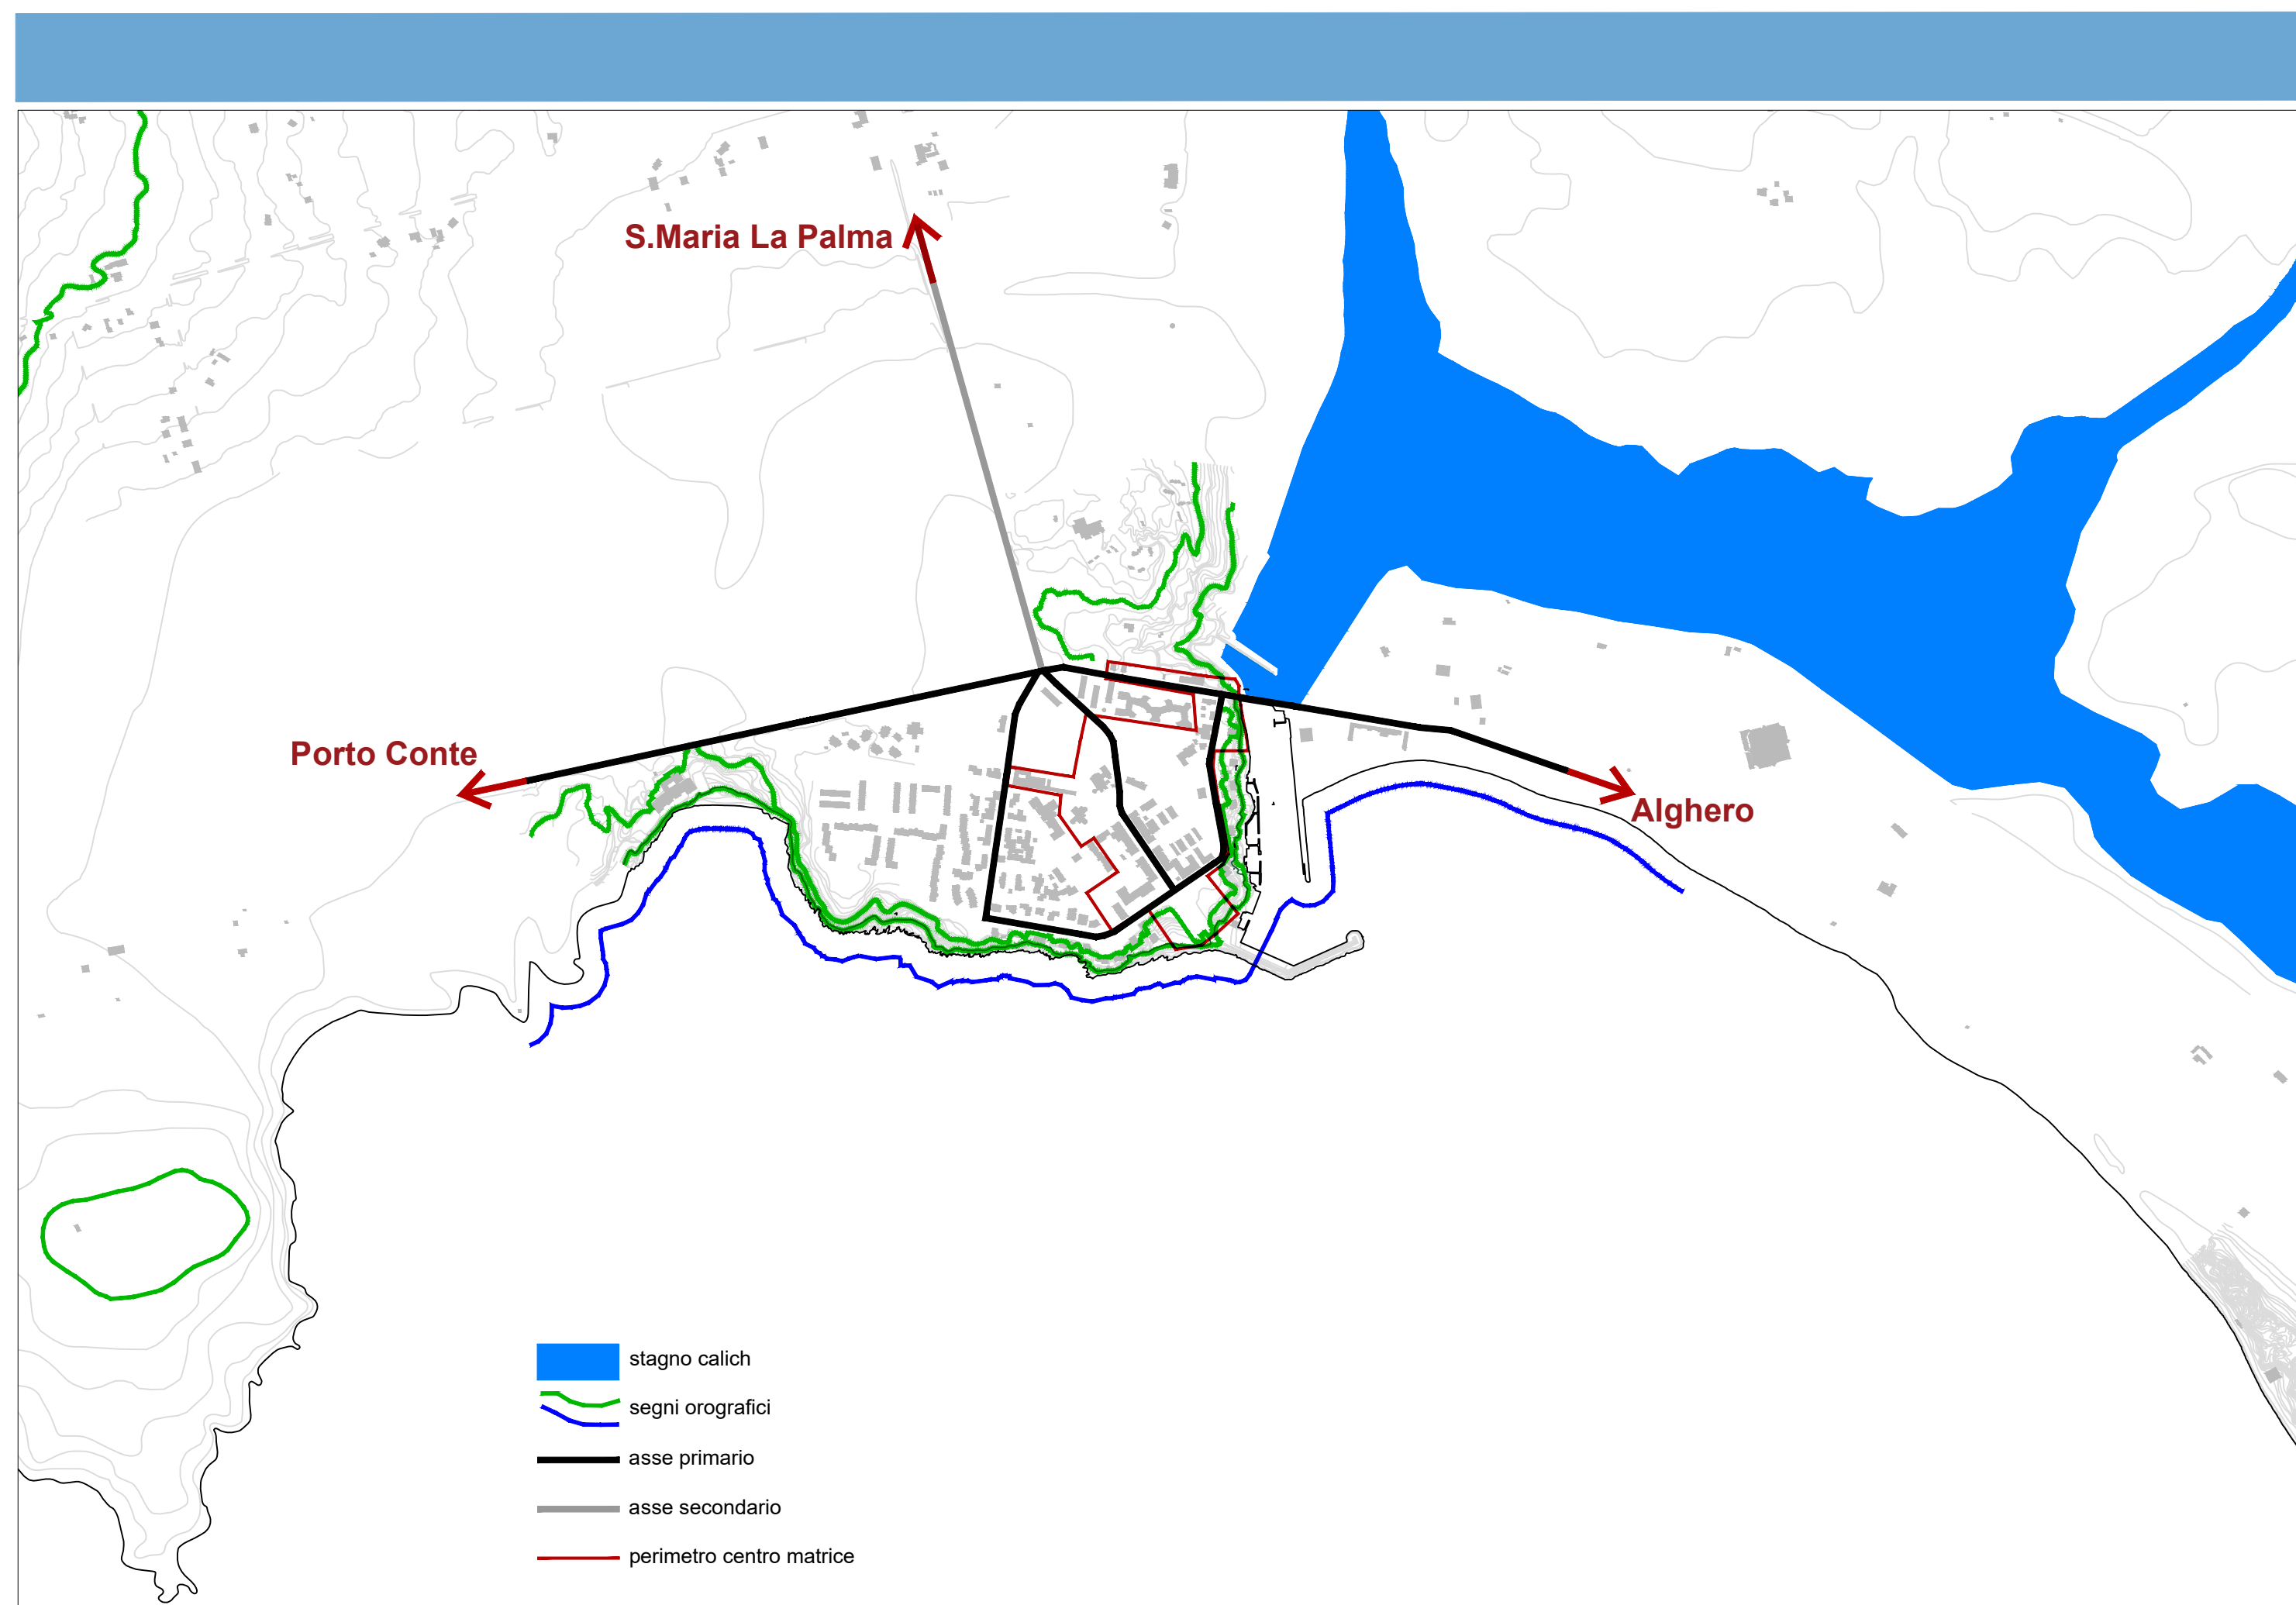 S.Maria La Palma
Porto Conte
Alghero
stagno calich
segni orografici
asse primario
asse secondario
perimetro centro matrice